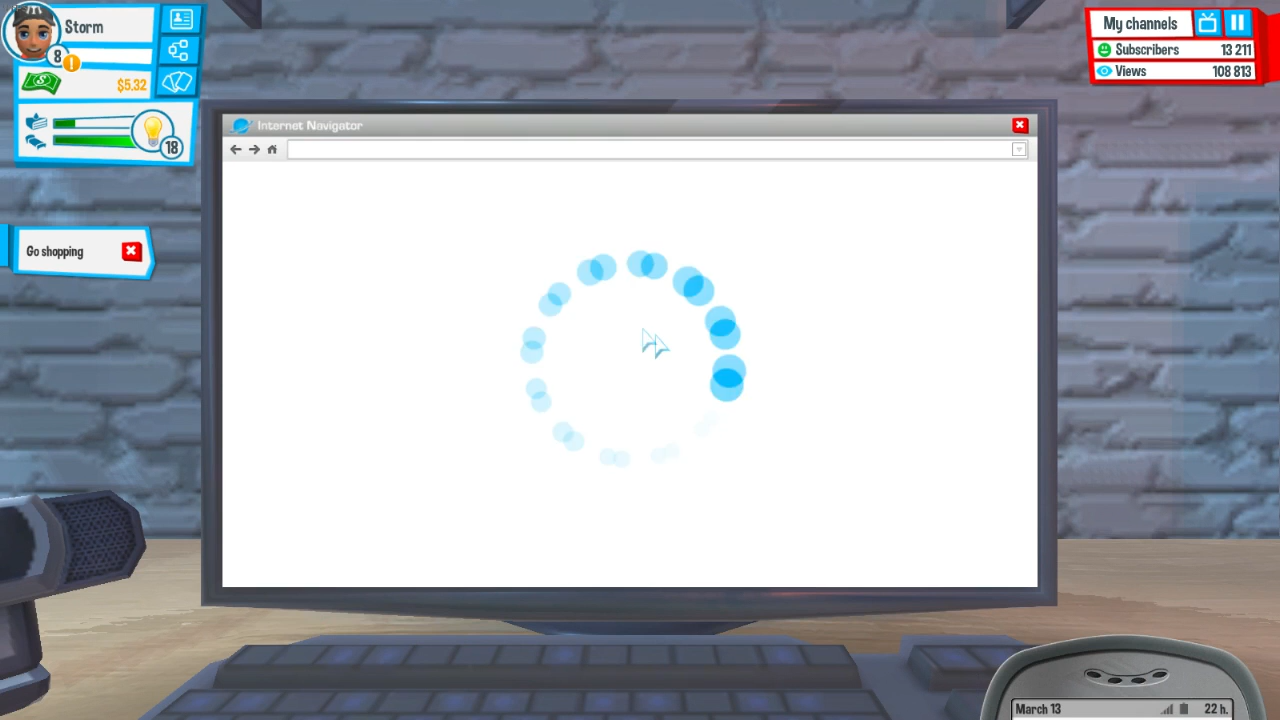 Storm
8
!
$5.32
18
My channels
Subscribers 13 211
Views 108 813
Internet Navigator
Go shopping
March 13 22 h.